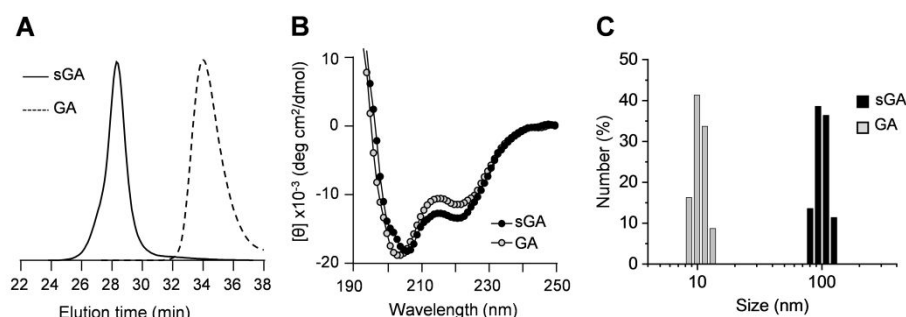 A
sGA
GA
22 24 26 28 30 32 34 36 38
Elution time (min)
B
10
0
-10
-20
[θ] x10⁻³ (deg cm²/dmol)
sGA
GA
190 210 230 250
Wavelength (nm)
C
50
40
30
20
10
0
Number (%)
sGA
GA
10 100
Size (nm)